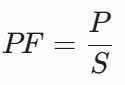 PF = P/S